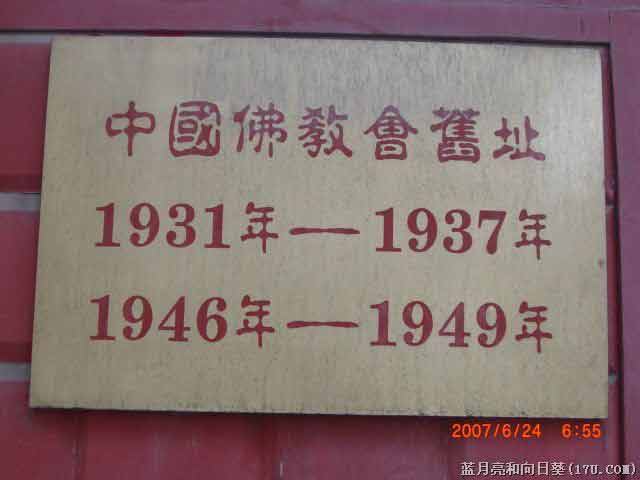 中國佛教會舊址
1931年—1937年
1946年—1949年
2007/6/24 6:55
蓝月亮和向日葵(17U.com)